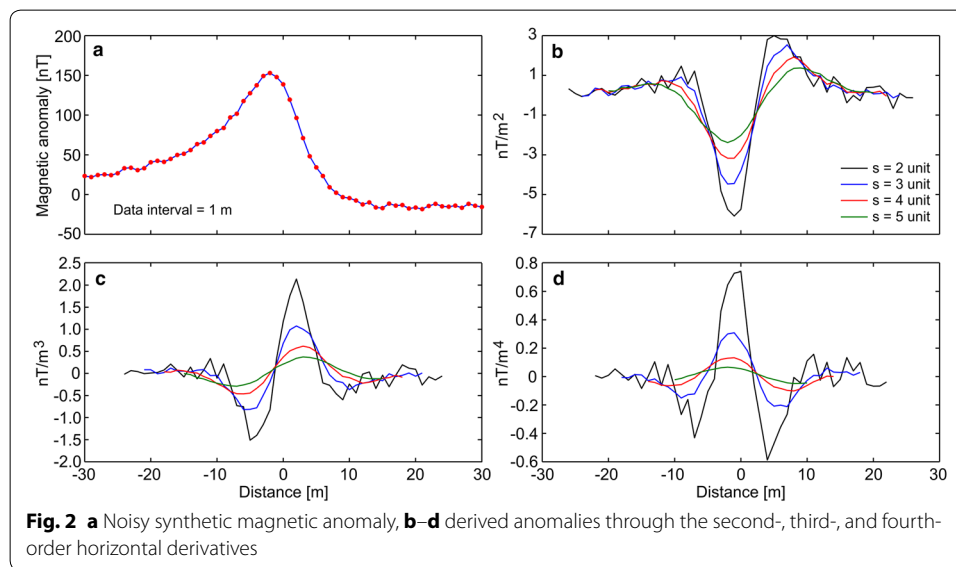 a
Magnetic anomaly [nT]
200
150
100
50
0
-50
Data interval = 1 m
b
nT/m2
3
1
-1
-3
-5
-7
s = 2 unit
s = 3 unit
s = 4 unit
s = 5 unit
c
nT/m3
2.5
2.0
1.5
1.0
0.5
0
-0.5
-1.0
-1.5
2.0
-30 -20 -10 0 10 20 30
Distance [m]
d
nT/m4
0.8
0.6
0.4
0.2
0
-0.2
-0.4
-0.6
-30 -20 -10 0 10 20 30
Distance [m]
Fig. 2 a Noisy synthetic magnetic anomaly, b–d derived anomalies through the second-, third-, and fourth-
order horizontal derivatives